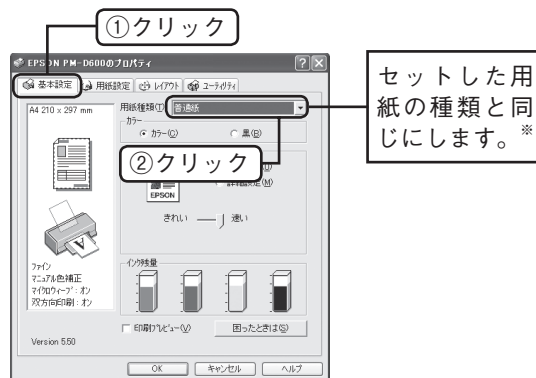 ①クリック
EPSON PM-D600のプロパティ
基本設定 用紙設定 レイアウト ユーティリティ
A4 210 x 297 mm
用紙種類(T) 普通紙
カラー
カラー(C) 黒(B)
②クリック
詳細設定(M)
EPSON
きれい 速い
ファイン
マニュアル色補正
マイクロウィーブ：オン
双方向印刷：オン
インク残量
印刷プレビュー(V) 困ったときは(S)
Version 5.50
OK キャンセル ヘルプ
セットした用
紙の種類と同
じにします。※